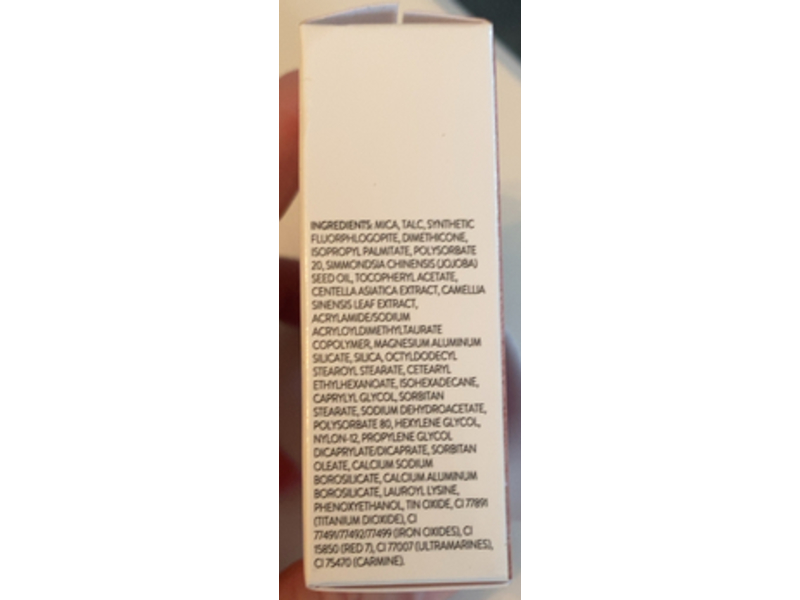 INGREDIENTS: MICA, TALC, SYNTHETIC
FLUORPHLOGOPITE, DIMETHICONE,
ISOPROPYL PALMITATE, POLYSORBATE
20, SIMMONDSIA CHINENSIS (JOJOBA)
SEED OIL, TOCOPHERYL ACETATE,
CENTELLA ASIATICA EXTRACT, CAMELLIA
SINENSIS LEAF EXTRACT,
ACRYLAMIDE/SODIUM
ACRYLOYLDIMETHYLTAURATE
COPOLYMER, MAGNESIUM ALUMINUM
SILICATE, SILICA, OCTYLDODECYL
STEAROYL STEARATE, CETEARYL
ETHYLHEXANOATE, ISOHEXADECANE,
CAPRYLYL GLYCOL, SORBITAN
STEARATE, SODIUM DEHYDROACETATE,
POLYSORBATE 80, HEXYLENE GLYCOL,
NYLON-12, PROPYLENE GLYCOL
DICAPRYLATE/DICAPRATE, SORBITAN
OLEATE, CALCIUM SODIUM
BOROSILICATE, CALCIUM ALUMINUM
BOROSILICATE, LAUROYL LYSINE,
PHENOXYETHANOL, TIN OXIDE, CI 77891
(TITANIUM DIOXIDE), CI
77491/77492/77499 (IRON OXIDES), CI
15850 (RED 7), CI 77007 (ULTRAMARINES),
CI 75470 (CARMINE).